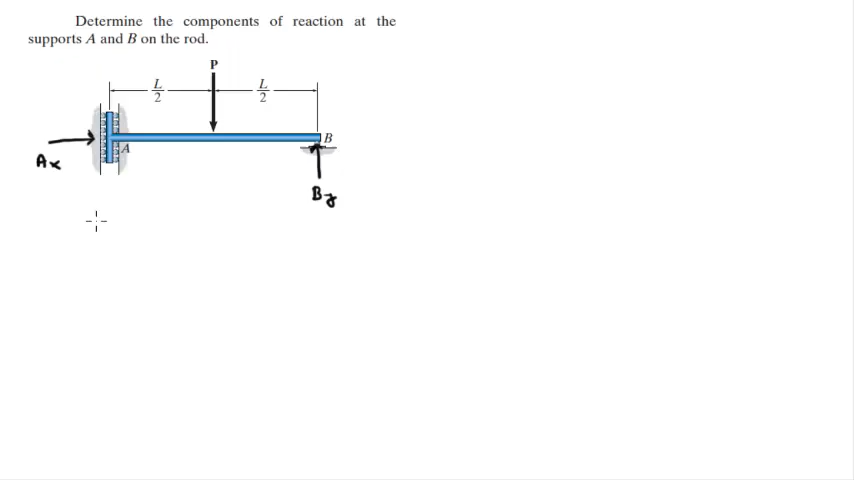 Determine the components of reaction at the
supports A and B on the rod.
P
L/2
L/2
A
B
Ax
By